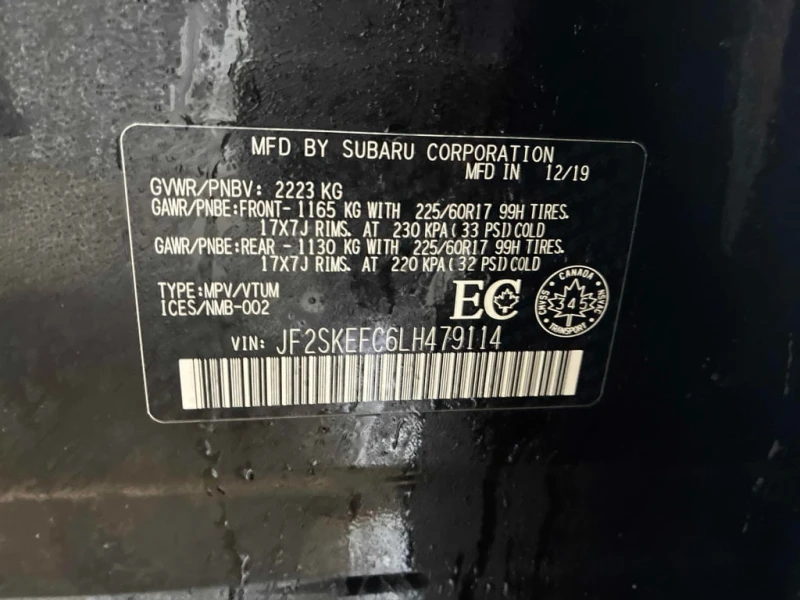 MFD BY SUBARU CORPORATION
MFD IN 12/19
GVWR/PNBV: 2223 KG
GAWR/PNBE:FRONT- 1165 KG WITH 225/60R17 99H TIRES.
17X7J RIMS. AT 230 KPA( 33 PSI) COLD
GAWR/PNBE:REAR - 1130 KG WITH 225/60R17 99H TIRES.
17X7J RIMS. AT 220 KPA( 32 PSI) COLD
TYPE:MPV/VTUM
ICES/NMB-002
EC
CANADA
CMVSS
345
NSVAC
TRANSPORT
VIN: JF2SKEFC6LH479114